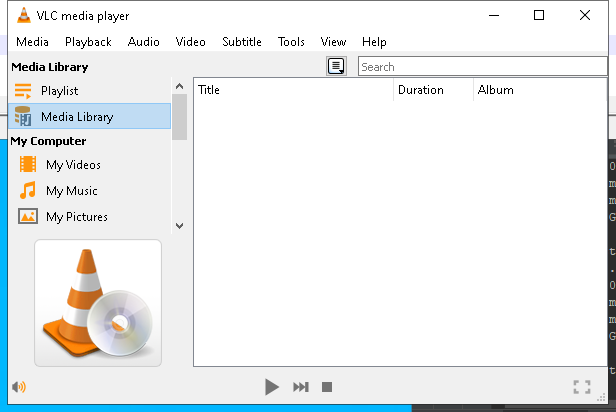 VLC media player
Media Playback Audio Video Subtitle Tools View Help
Media Library
Search
Playlist
Title Duration Album
Media Library
My Computer
My Videos
My Music
My Pictures